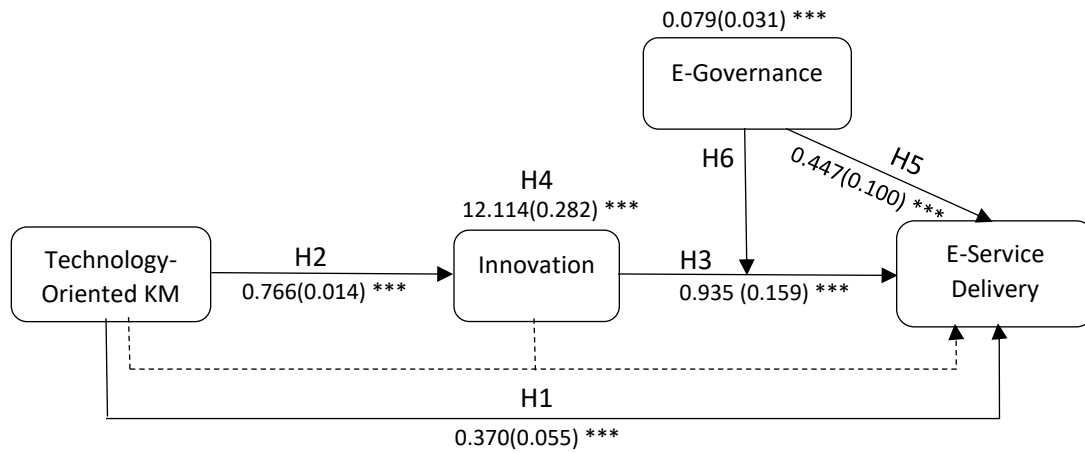 0.079(0.031) ***
E-Governance
H6
H5
0.447(0.100) ***
H4
12.114(0.282) ***
Technology-
Oriented KM
H2
0.766(0.014) ***
Innovation
H3
0.935 (0.159) ***
E-Service
Delivery
H1
0.370(0.055) ***